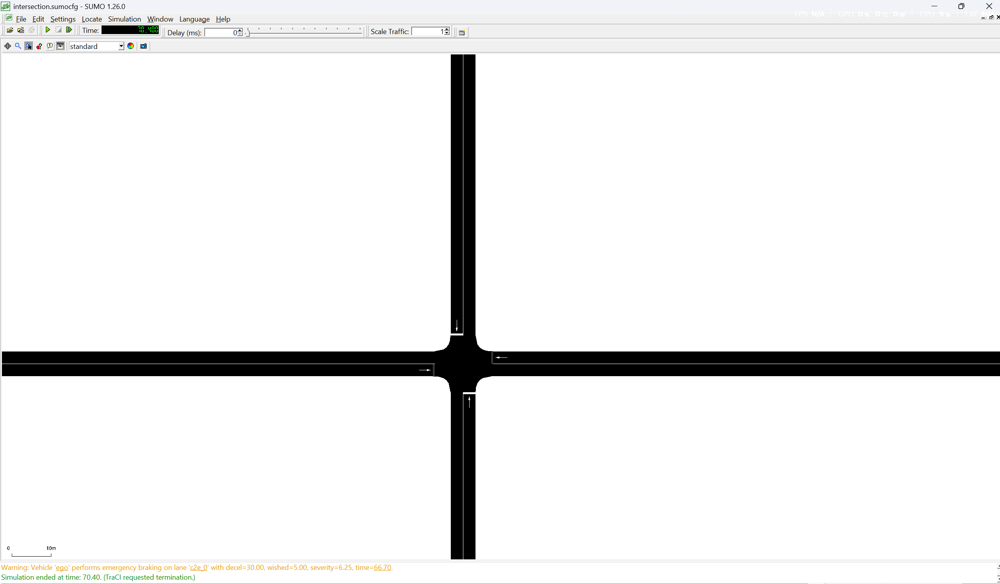 intersection.sumocfg - SUMO 1.26.0
FPS N/A GPU 0% 0°C 0W CPU 9% LAT N/A
File Edit Settings Locate Simulation Window Language Help
Time: 70.400 Delay (ms): 0 Scale Traffic: 1
MENU standard
0 10m
Warning: Vehicle 'ego' performs emergency braking on lane 'c2e_0' with decel=30.00, wished=5.00, severity=6.25, time=66.70.
Simulation ended at time: 70.40. (TraCI requested termination.)